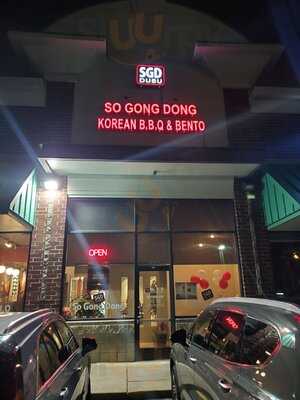 SGD
DUBU
SO GONG DONG
KOREAN B.B.Q & BENTO
OPEN
So Gong Dong